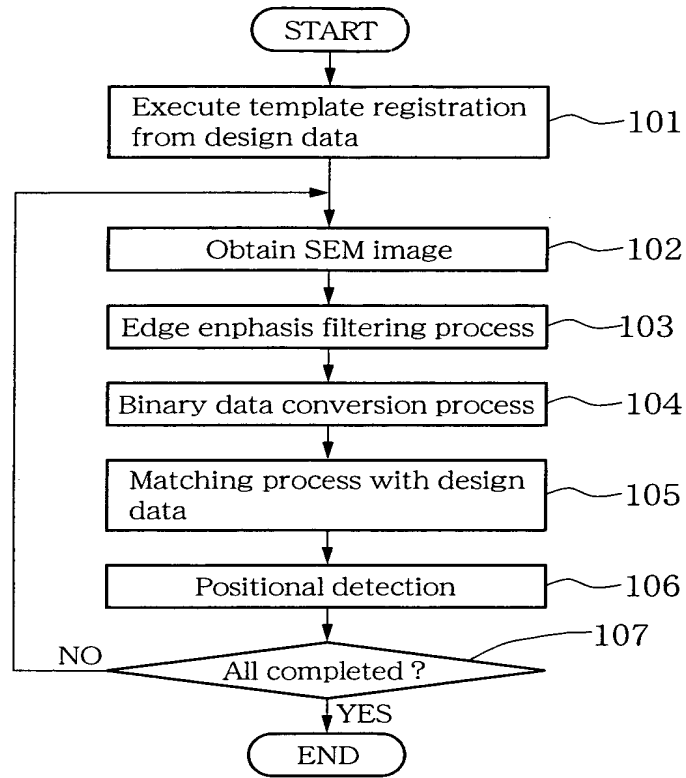 START
Execute template registration
from design data
101
Obtain SEM image
102
Edge enphasis filtering process
103
Binary data conversion process
104
Matching process with design
data
105
Positional detection
106
107
NO
All completed ?
YES
END